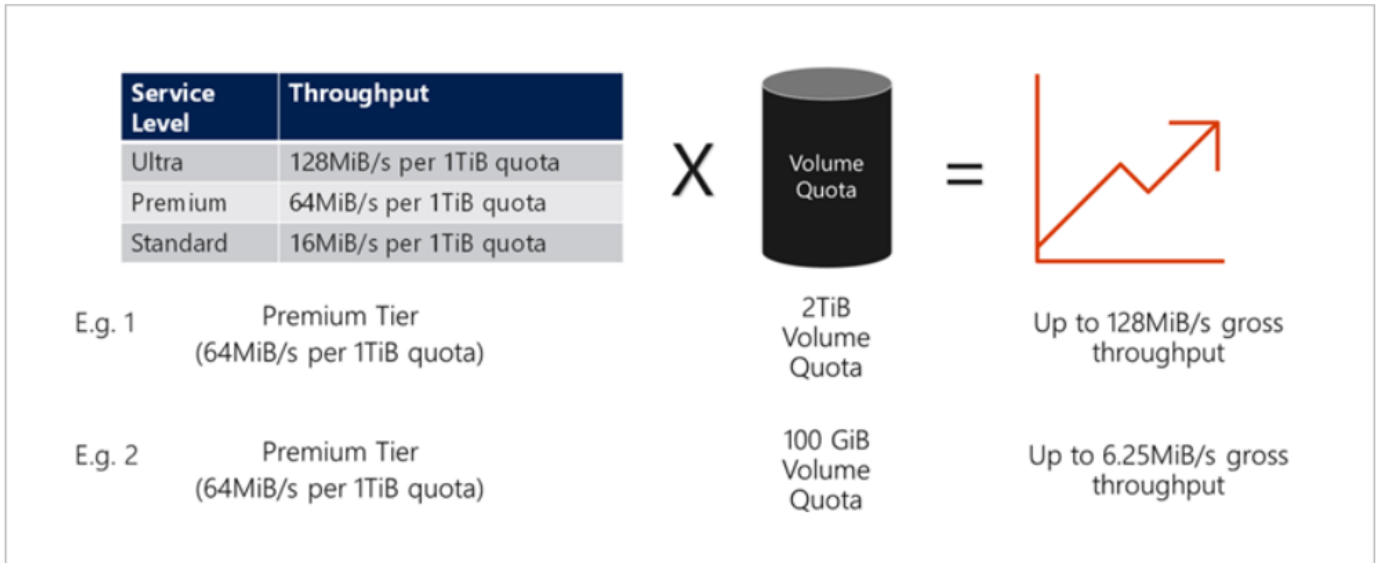 Service Level
Throughput
Ultra
128MiB/s per 1TiB quota
Premium
64MiB/s per 1TiB quota
Standard
16MiB/s per 1TiB quota
X
Volume
Quota
=
E.g. 1
Premium Tier
(64MiB/s per 1TiB quota)
2TiB
Volume
Quota
Up to 128MiB/s gross
throughput
E.g. 2
Premium Tier
(64MiB/s per 1TiB quota)
100 GiB
Volume
Quota
Up to 6.25MiB/s gross
throughput